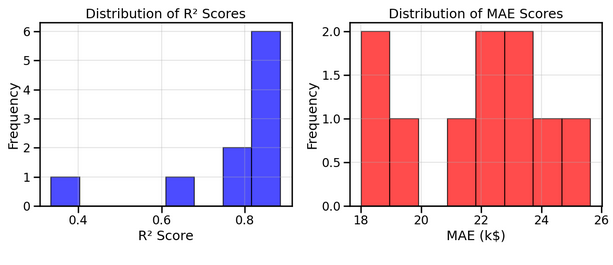 Distribution of R² Scores
Frequency
6
5
4
3
2
1
0
0.4 0.6 0.8
R² Score
Distribution of MAE Scores
Frequency
2.0
1.5
1.0
0.5
0.0
18 20 22 24 26
MAE (k$)